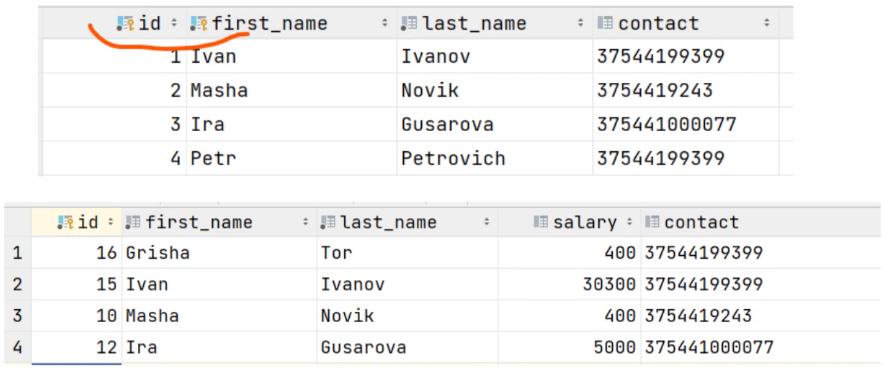 id first_name last_name contact
1 Ivan Ivanov 37544199399
2 Masha Novik 3754419243
3 Ira Gusarova 375441000077
4 Petr Petrovich 37544199399
id first_name last_name salary contact
1 16 Grisha Tor 400 37544199399
2 15 Ivan Ivanov 30300 37544199399
3 10 Masha Novik 400 3754419243
4 12 Ira Gusarova 5000 375441000077